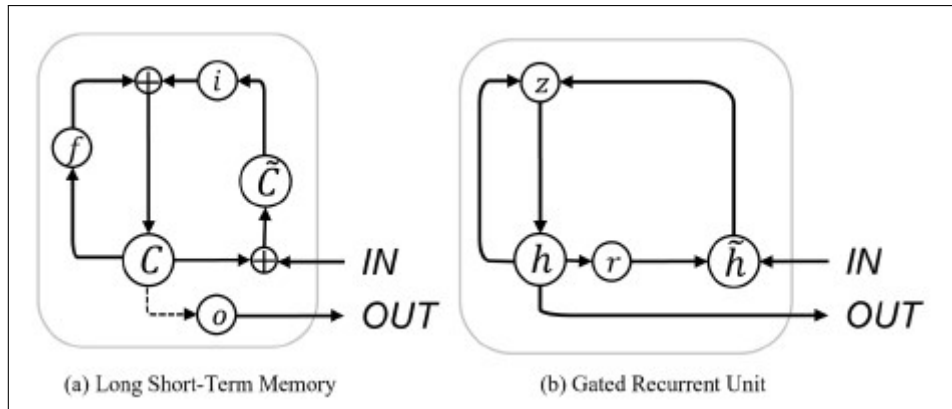 f
i
C̃
C
IN
o
OUT
(a) Long Short-Term Memory
z
h
r
h̃
IN
OUT
(b) Gated Recurrent Unit